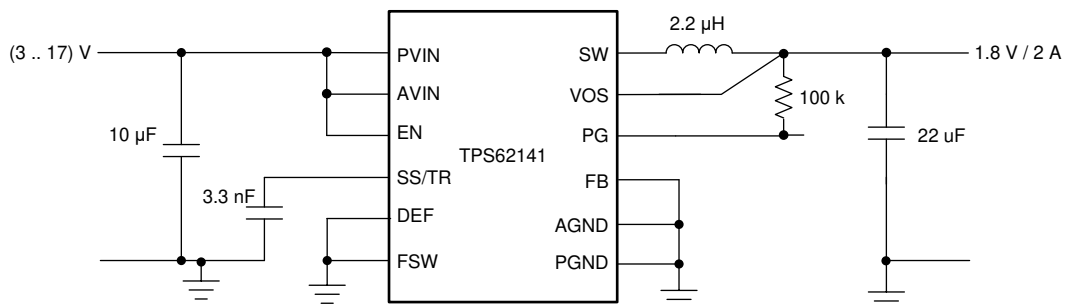 (3 .. 17) V
10 µF
3.3 nF
PVIN
AVIN
EN
SS/TR
DEF
FSW
TPS62141
SW
VOS
PG
FB
AGND
PGND
2.2 µH
100 k
1.8 V / 2 A
22 uF